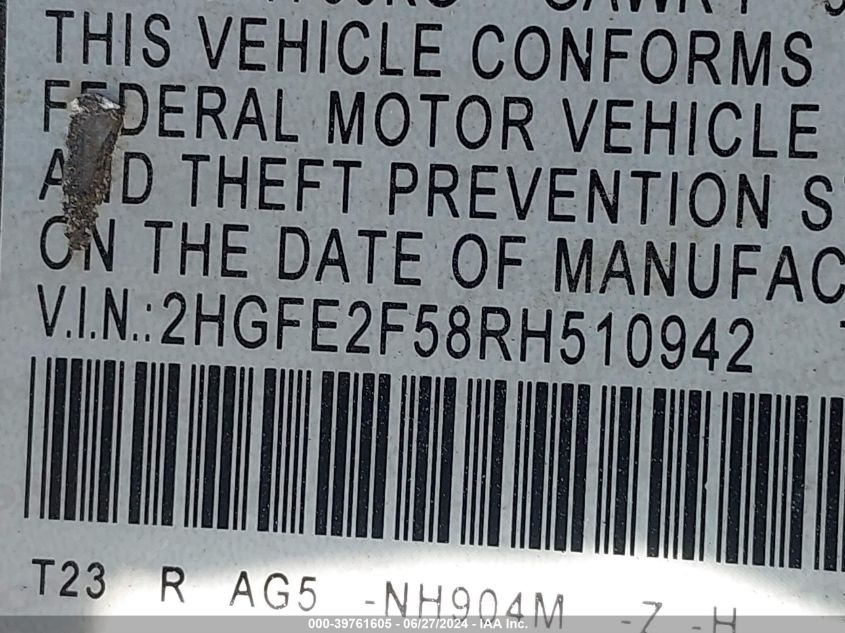 THIS VEHICLE CONFORMS
FEDERAL MOTOR VEHICLE
AND THEFT PREVENTION S
ON THE DATE OF MANUFAC
V.I.N.:2HGFE2F58RH510942
T23 R AG5 -NH904M -Z -H
000-39761605 - 06/27/2024 - IAA Inc.